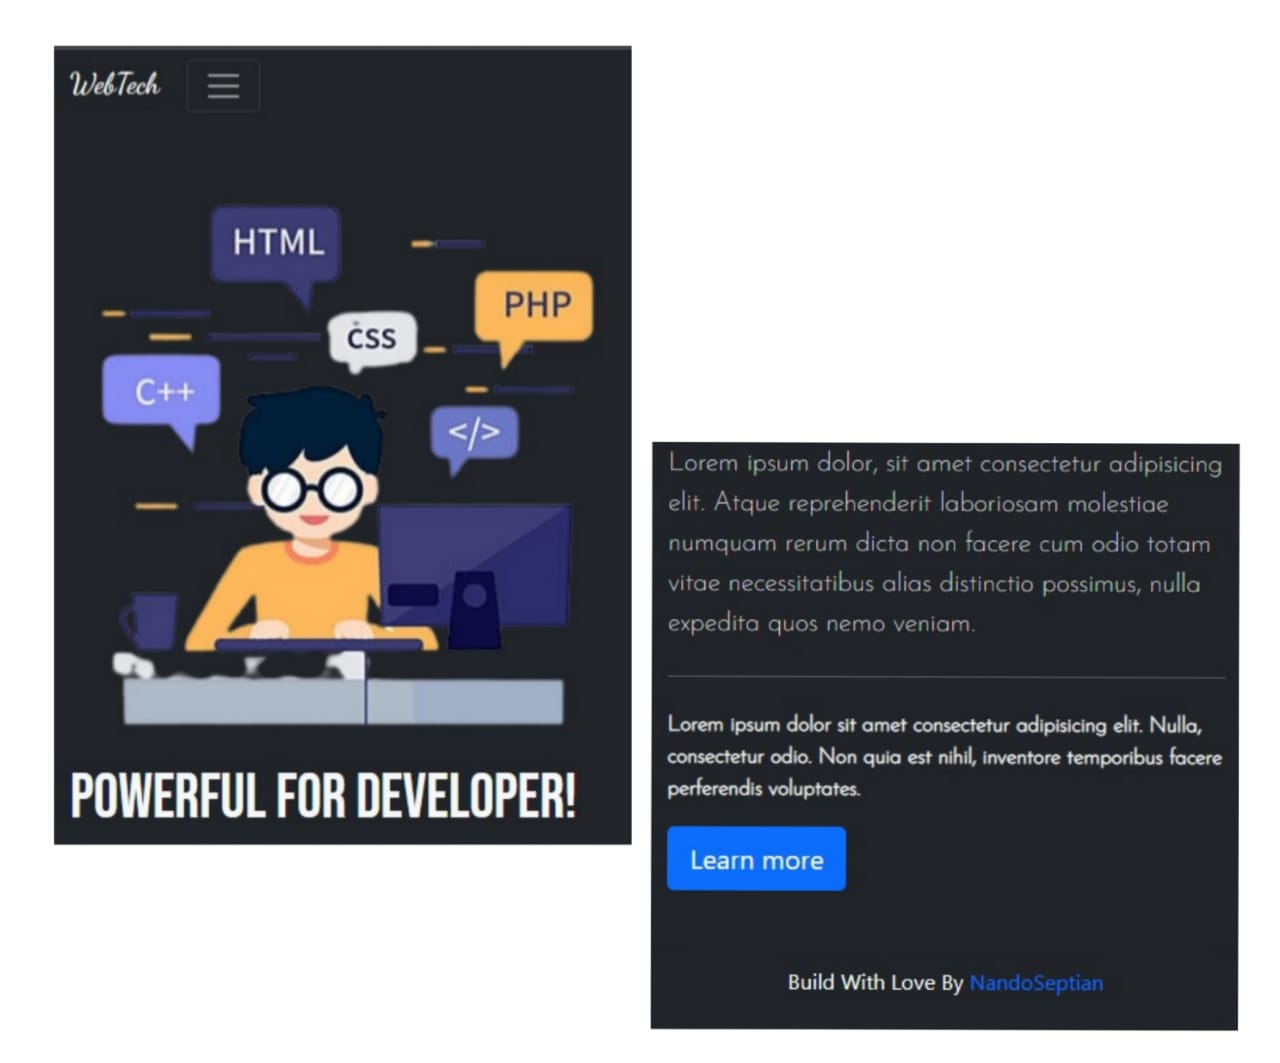 WebTech
HTML
PHP
CSS
C++
</>
POWERFUL FOR DEVELOPER!
Lorem ipsum dolor, sit amet consectetur adipisicing
elit. Atque reprehenderit laboriosam molestiae
numquam rerum dicta non facere cum odio totam
vitae necessitatibus alias distinctio possimus, nulla
expedita quos nemo veniam.
Lorem ipsum dolor sit amet consectetur adipisicing elit. Nulla,
consectetur odio. Non quia est nihil, inventore temporibus facere
perferendis voluptates.
Learn more
Build With Love By NandoSeptian